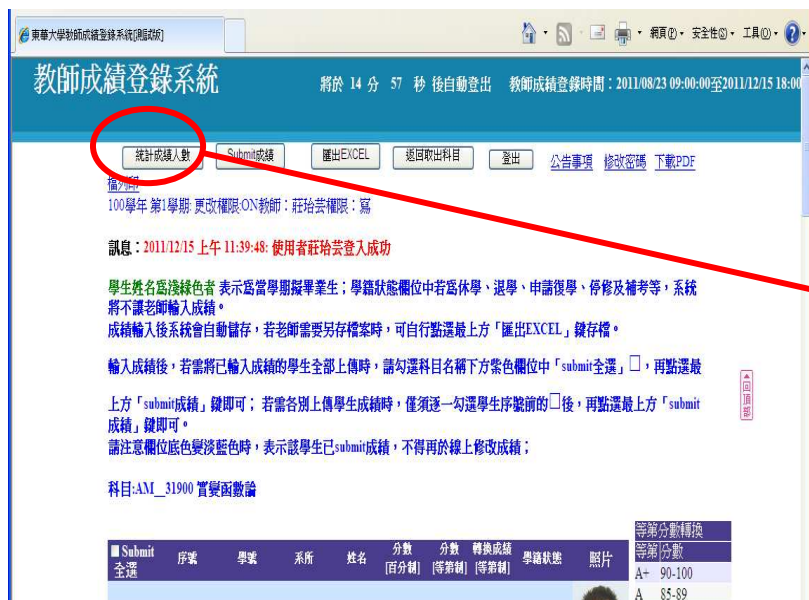 東華大學教師成績登錄系統[測試版]
網頁(P) 安全性(S) 工具(O)
教師成績登錄系統
將於 14 分 57 秒 後自動登出 教師成績登錄時間：2011/08/23 09:00:00至2011/12/15 18:00
統計成績人數 Submit成績 匯出EXCEL 返回取出科目 登出 公告事項 修改密碼 下載PDF
檔列印
100學年 第1學期: 更改權限:ON教師：莊玲芸權限：寫
訊息：2011/12/15 上午 11:39:48: 使用者莊玲芸登入成功
學生姓名為淺綠色者 表示為當學期擬畢業生；學籍狀態欄位中若為休學、退學、申請復學、停修及補考等，系統
將不讓老師輸入成績。
成績輸入後系統會自動儲存，若老師需要另存檔案時，可自行點選最上方「匯出EXCEL」鍵存檔。
輸入成績後，若需將已輸入成績的學生全部上傳時，請勾選科目名稱下方紫色欄位中「submit全選」□，再點選最
上方「submit成績」鍵即可； 若需各別上傳學生成績時，僅須逐一勾選學生序號前的□後，再點選最上方「submit
成績」鍵即可。
請注意欄位底色變淡藍色時，表示該學生已submit成績，不得再於線上修改成績；
回頂部
科目:AM__31900 實變函數論
Submit 全選 序號 學號 系所 姓名 分數 [百分制] 分數 [等第制] 轉換成績 [等第制] 學籍狀態 照片
等第分數轉換
等第 分數
A+ 90-100
A 85-89